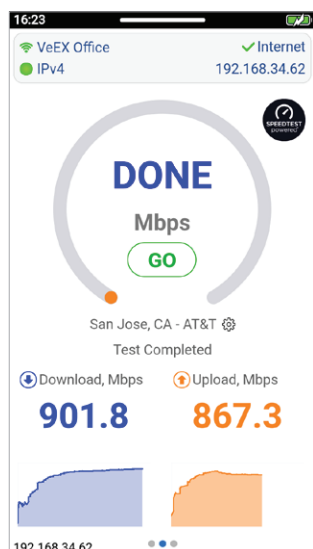 16:23
VeEX Office Internet
IPv4 192.168.34.62
SPEEDTEST
powered
DONE
Mbps
GO
San Jose, CA - AT&T
Test Completed
Download, Mbps Upload, Mbps
901.8 867.3
192.168.34.62